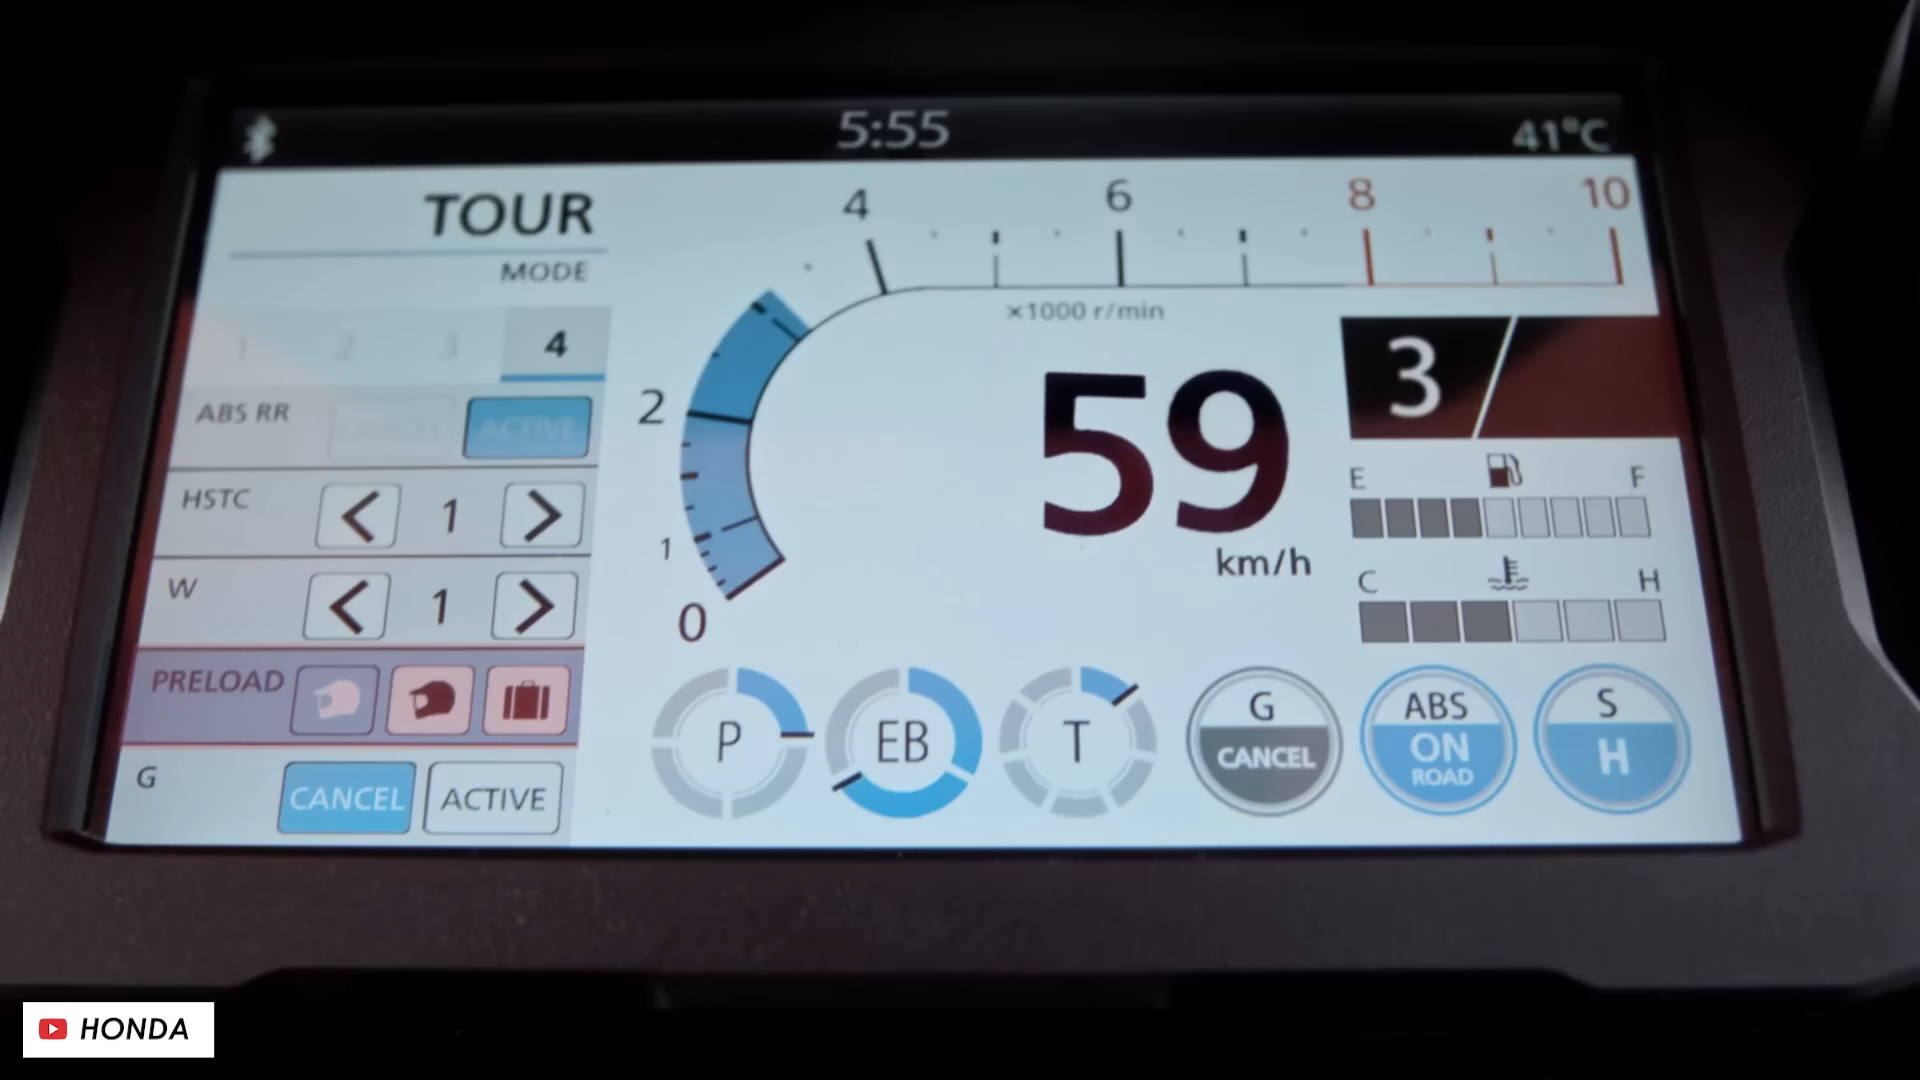 5:55
41°C
TOUR
MODE
1 2 3 4
ABS RR CANCEL ACTIVE
HSTC 1
W 1
PRELOAD
G CANCEL ACTIVE
0 1 2 4 6 8 10
×1000 r/min
59
km/h
3
E F
C H
P
EB
T
G
CANCEL
ABS
ON
ROAD
S
H
HONDA